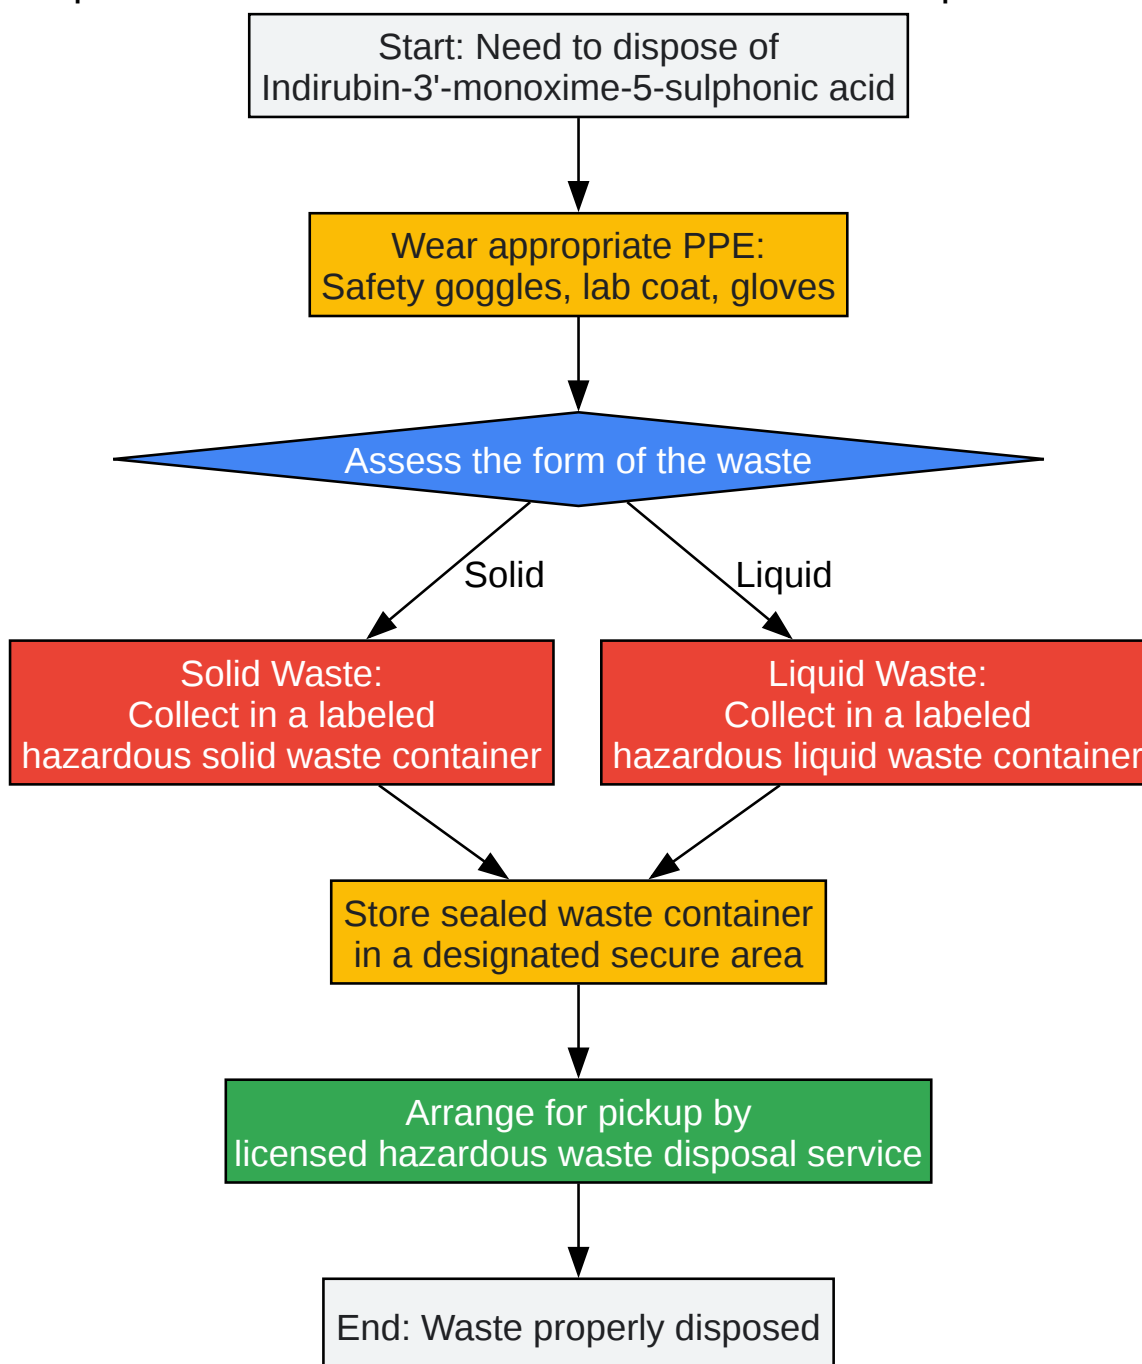 Start: Need to dispose of
Indirubin-3'-monoxime-5-sulphonic acid
Wear appropriate PPE:
Safety goggles, lab coat, gloves
Assess the form of the waste
Solid
Liquid
Solid Waste:
Collect in a labeled
hazardous solid waste container
Liquid Waste:
Collect in a labeled
hazardous liquid waste container
Store sealed waste container
in a designated secure area
Arrange for pickup by
licensed hazardous waste disposal service
End: Waste properly disposed